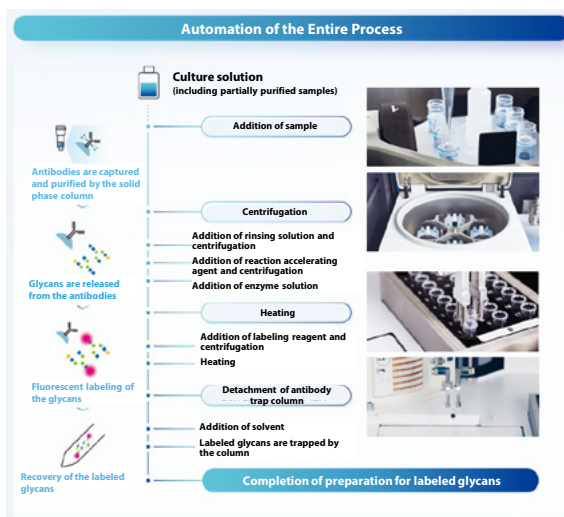 Automation of the Entire Process
Culture solution
(including partially purified samples)
Addition of sample
Antibodies are captured
and purified by the solid
phase column
Centrifugation
Addition of rinsing solution and
centrifugation
Addition of reaction accelerating
agent and centrifugation
Addition of enzyme solution
Glycans are released
from the antibodies
Heating
Addition of labeling reagent and
centrifugation
Heating
Fluorescent labeling of
the glycans
Detachment of antibody
trap column
Addition of solvent
Labeled glycans are trapped by
the column
Recovery of the labeled
glycans
Completion of preparation for labeled glycans